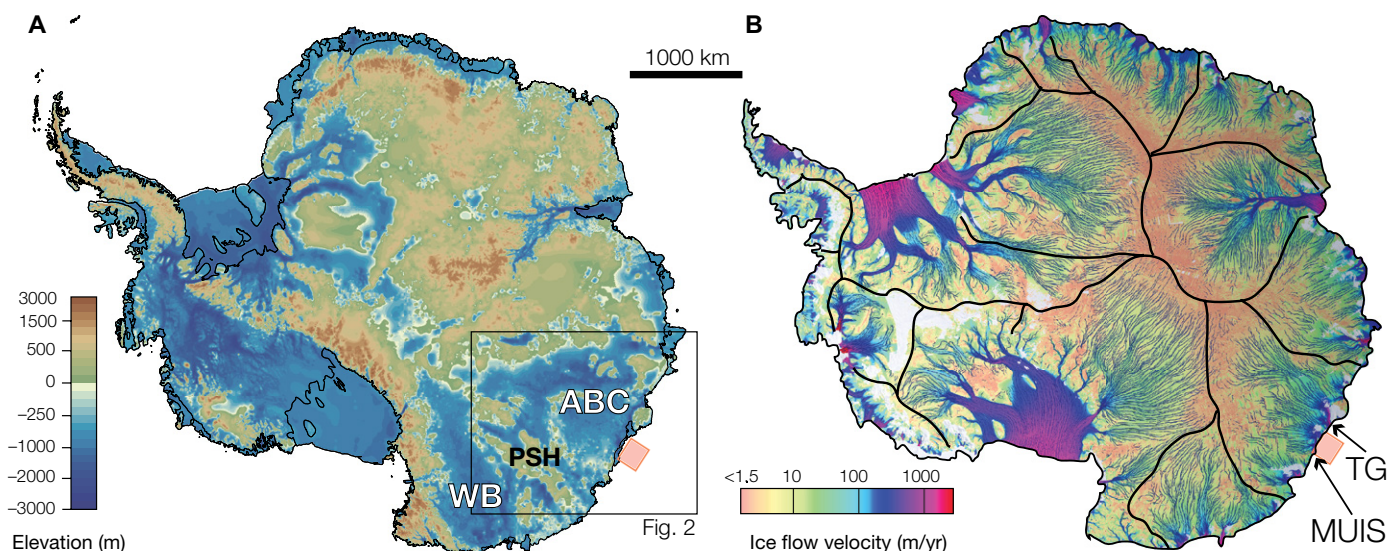 A
B
1000 km
3000
1500
500
0
–250
–1000
–2000
–3000
Elevation (m)
ABC
PSH
WB
Fig. 2
<1.5 10 100 1000
Ice flow velocity (m/yr)
TG
MUIS